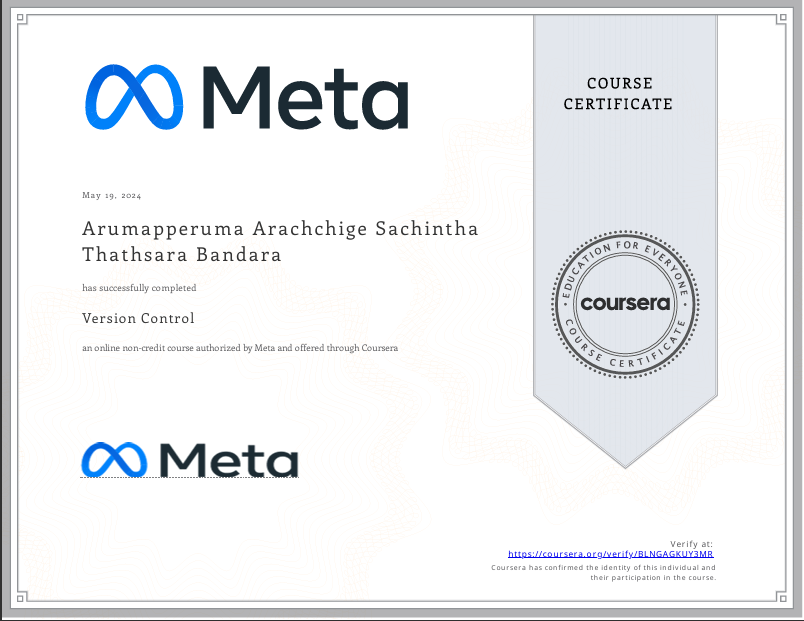 Meta
COURSE
CERTIFICATE
May 19, 2024
Arumapperuma Arachchige Sachintha
Thathsara Bandara
has successfully completed
Version Control
an online non-credit course authorized by Meta and offered through Coursera
EDUCATION FOR EVERYONE
coursera
COURSE CERTIFICATE
Meta
Verify at:
https://coursera.org/verify/BLNGAGKUY3MR
Coursera has confirmed the identity of this individual and
their participation in the course.